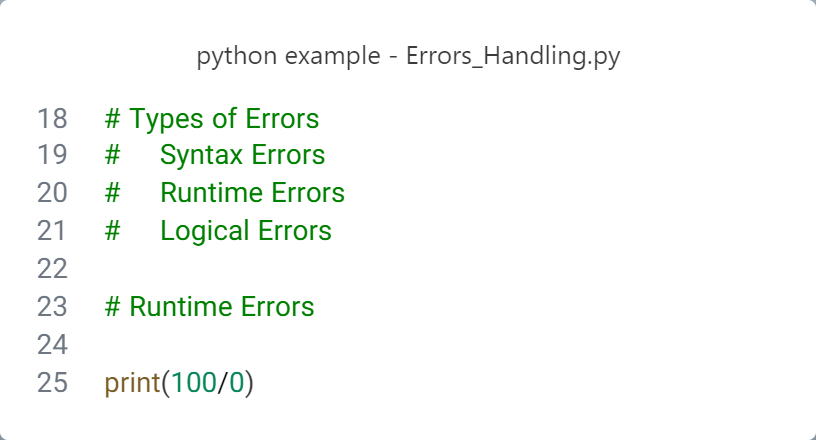 python example - Errors_Handling.py
18 # Types of Errors
19 #     Syntax Errors
20 #     Runtime Errors
21 #     Logical Errors
22
23 # Runtime Errors
24
25 print(100/0)